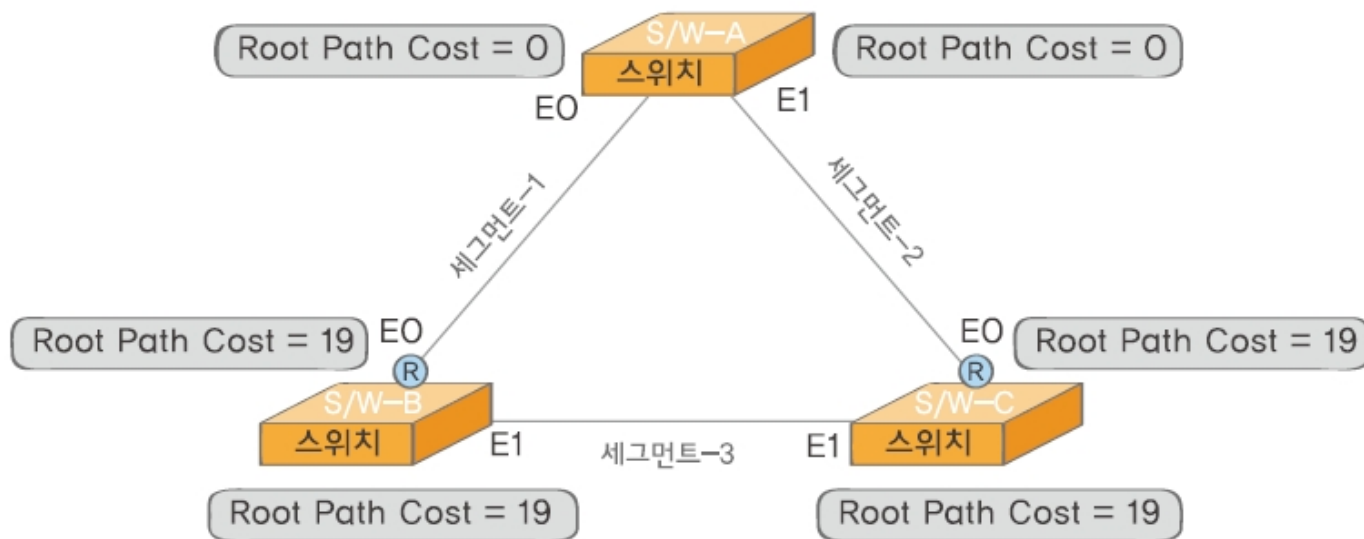 Root Path Cost = 0
S/W-A
Root Path Cost = 0
스위치
E0
E1
세그먼트-1
세그먼트-2
Root Path Cost = 19
E0
E0
Root Path Cost = 19
R
R
S/W-B
S/W-C
스위치
E1
세그먼트-3
E1
스위치
Root Path Cost = 19
Root Path Cost = 19